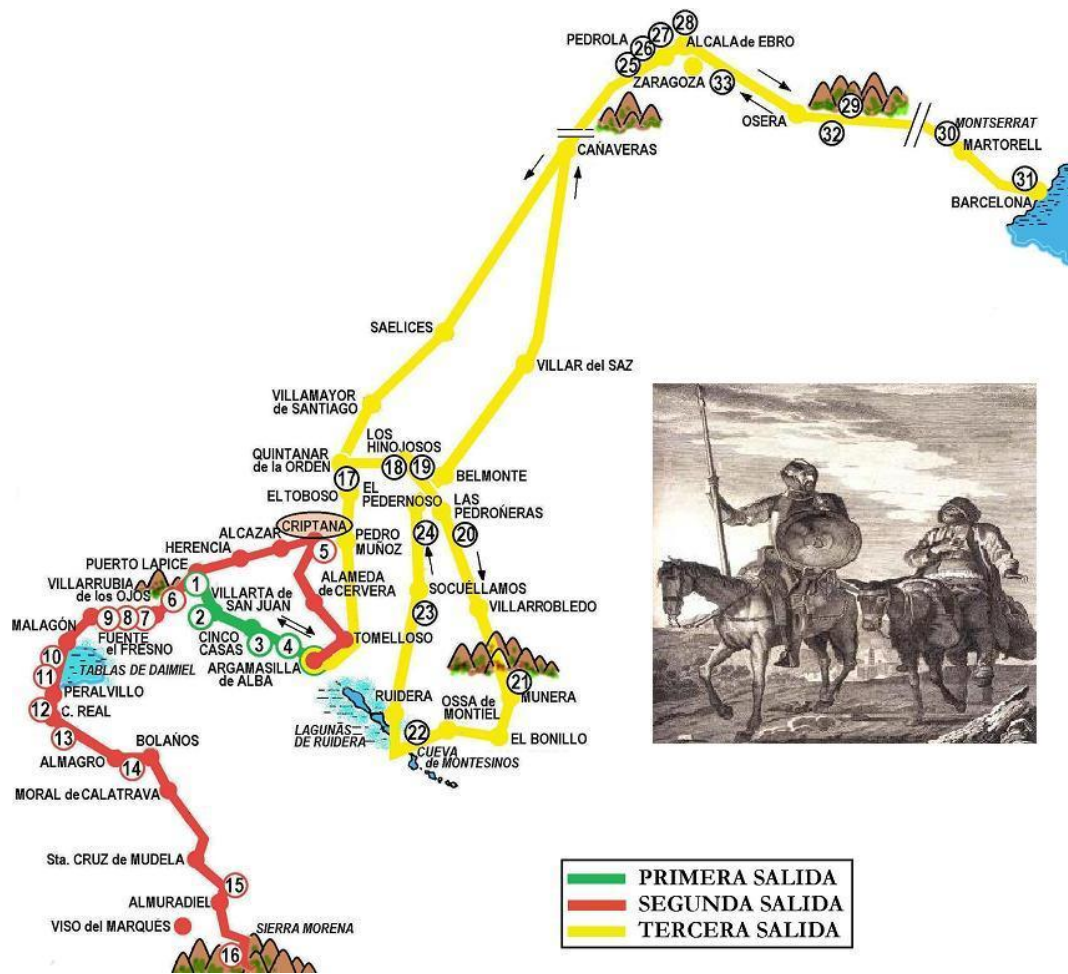 28
27
PEDROLA
26
ALCALA de EBRO
25
ZARAGOZA
33
29
OSERA
32
30
MONTSERRAT
MARTORELL
CAÑAVERAS
31
BARCELONA
SAELICES
VILLAR del SAZ
VILLAMAYOR
de SANTIAGO
LOS
HINOJOSOS
QUINTANAR
de la ORDEN
18
19
BELMONTE
17
EL TOBOSO
EL
PEDERNOSO
LAS
PEDROÑERAS
CRIPTANA
ALCAZAR
5
PEDRO
MUÑOZ
24
20
HERENCIA
PUERTO LAPICE
1
ALAMEDA
de CERVERA
SOCUÉLLAMOS
VILLARRUBIA
de los OJOS
6
VILLARTA de
SAN JUAN
23
VILLARROBLEDO
9
8
7
2
MALAGÓN
FUENTE
el FRESNO
CINCO
CASAS
3
4
TOMELLOSO
10
TABLAS DE DAIMIEL
ARGAMASILLA
de ALBA
11
PERALVILLO
21
MUNERA
12
C. REAL
RUIDERA
OSSA de
MONTIEL
13
LAGUNAS
DE RUIDERA
22
EL BONILLO
BOLAÑOS
CUEVA
de MONTESINOS
ALMAGRO
14
MORAL de CALATRAVA
Sta. CRUZ de MUDELA
15
ALMURADIEL
VISO del MARQUÉS
SIERRA MORENA
16
PRIMERA SALIDA
SEGUNDA SALIDA
TERCERA SALIDA